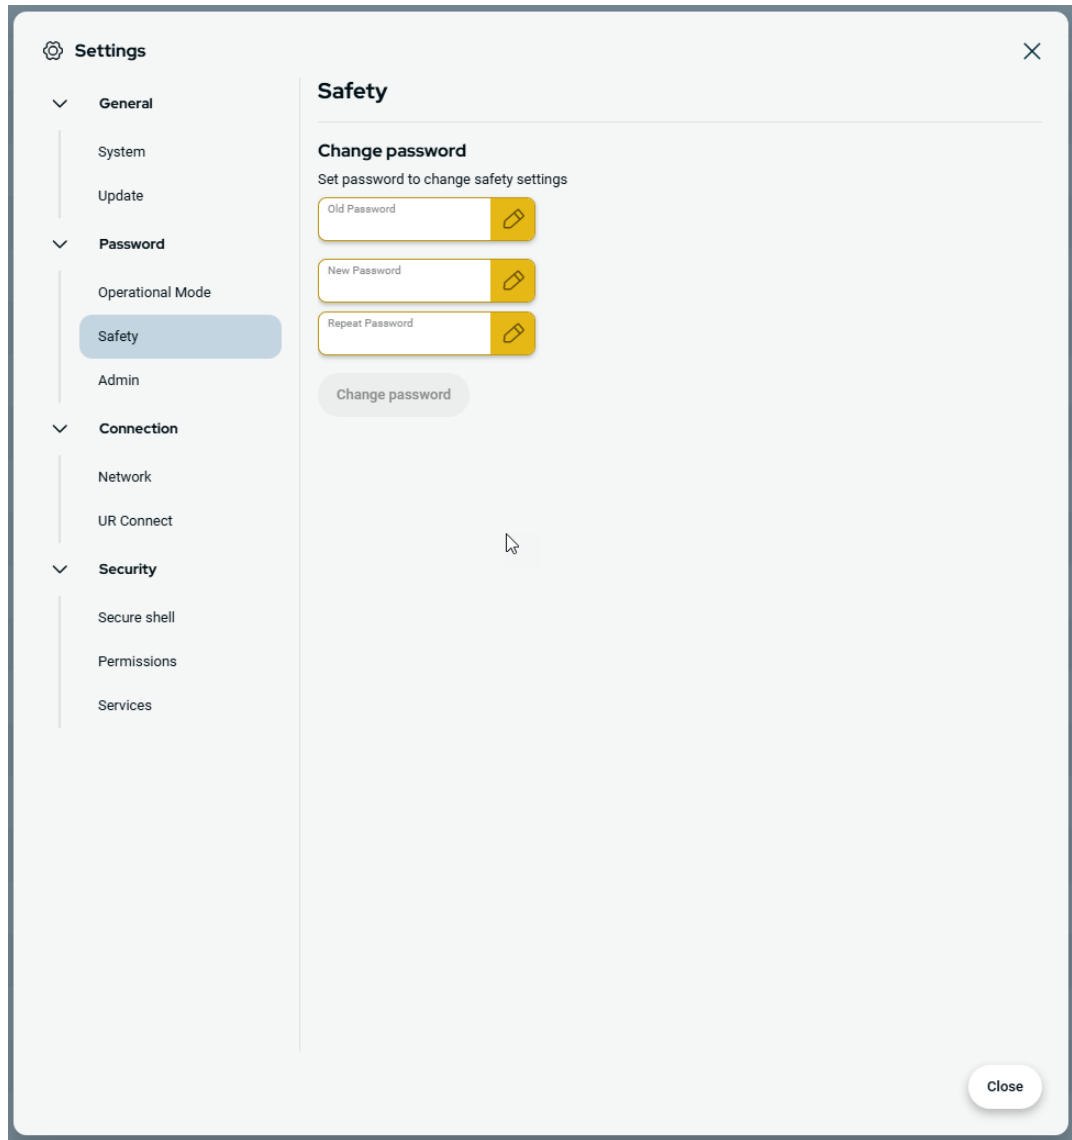 Settings
General
System
Update
Password
Operational Mode
Safety
Admin
Connection
Network
UR Connect
Security
Secure shell
Permissions
Services
Safety
Change password
Set password to change safety settings
Old Password
New Password
Repeat Password
Change password
Close